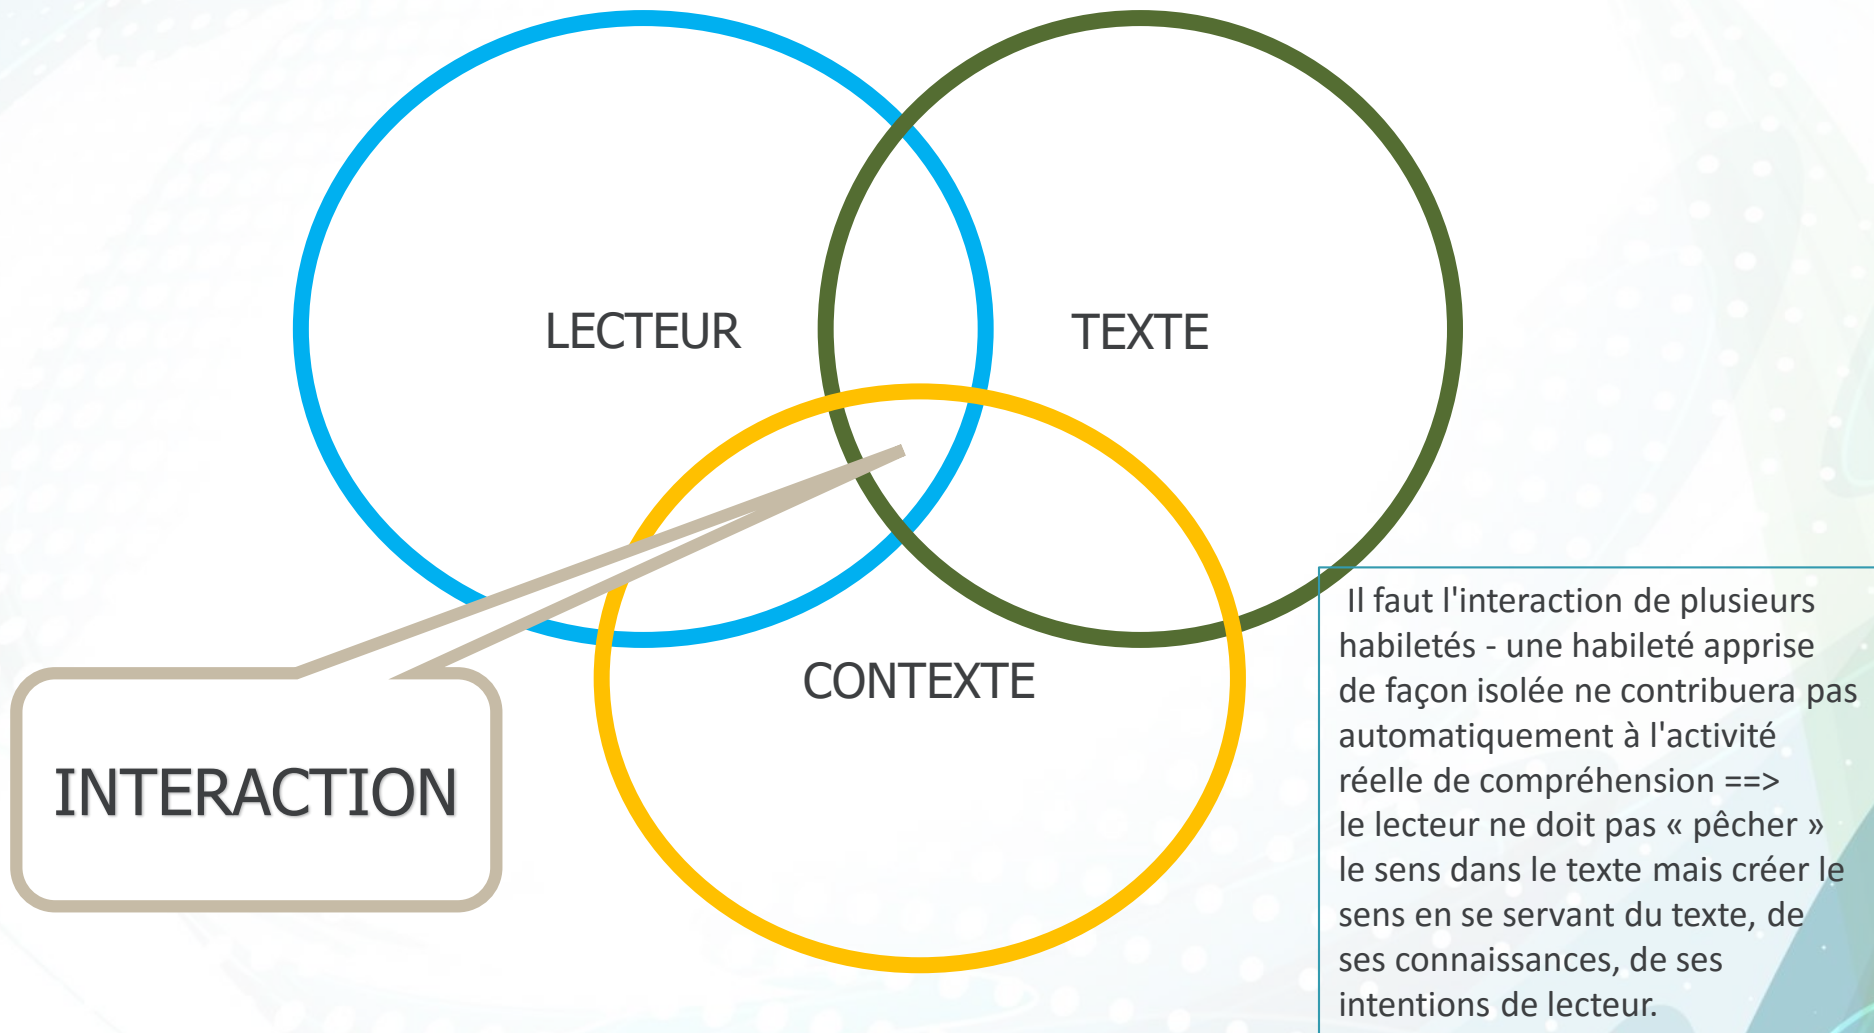 LECTEUR
TEXTE
CONTEXTE
INTERACTION
Il faut l'interaction de plusieurs
habiletés - une habileté apprise
de façon isolée ne contribuera pas
automatiquement à l'activité
réelle de compréhension ==>
le lecteur ne doit pas « pêcher »
le sens dans le texte mais créer le
sens en se servant du texte, de
ses connaissances, de ses
intentions de lecteur.